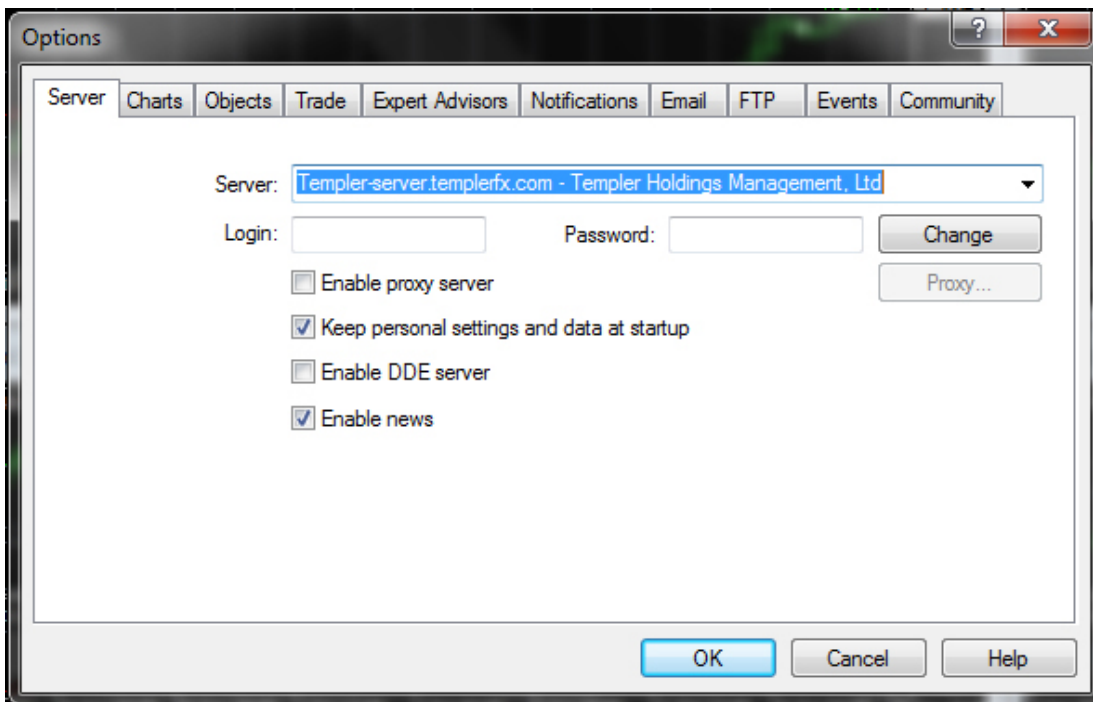 Options
?
X
Server Charts Objects Trade Expert Advisors Notifications Email FTP Events Community
Server: Templer-server.templerfx.com - Templer Holdings Management, Ltd
Login: Password: Change
Enable proxy server Proxy...
Keep personal settings and data at startup
Enable DDE server
Enable news
OK Cancel Help